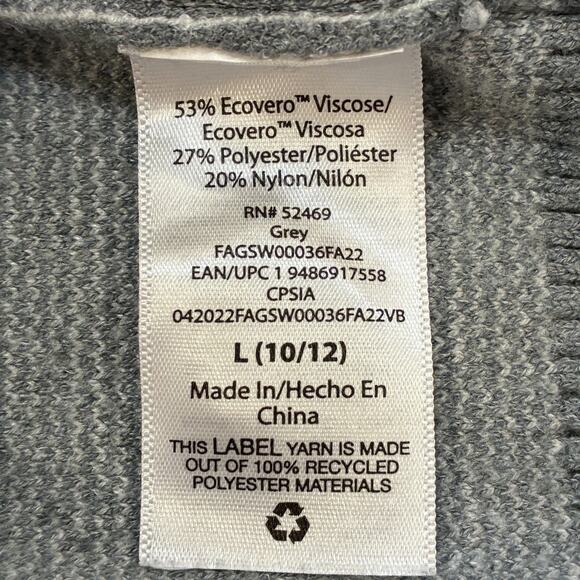 53% Ecovero™ Viscose/
Ecovero™ Viscosa
27% Polyester/Poliéster
20% Nylon/Nilón
RN# 52469
Grey
FAGSW00036FA22
EAN/UPC 1 9486917558
CPSIA
042022FAGSW00036FA22VB
L (10/12)
Made In/Hecho En
China
THIS LABEL YARN IS MADE
OUT OF 100% RECYCLED
POLYESTER MATERIALS